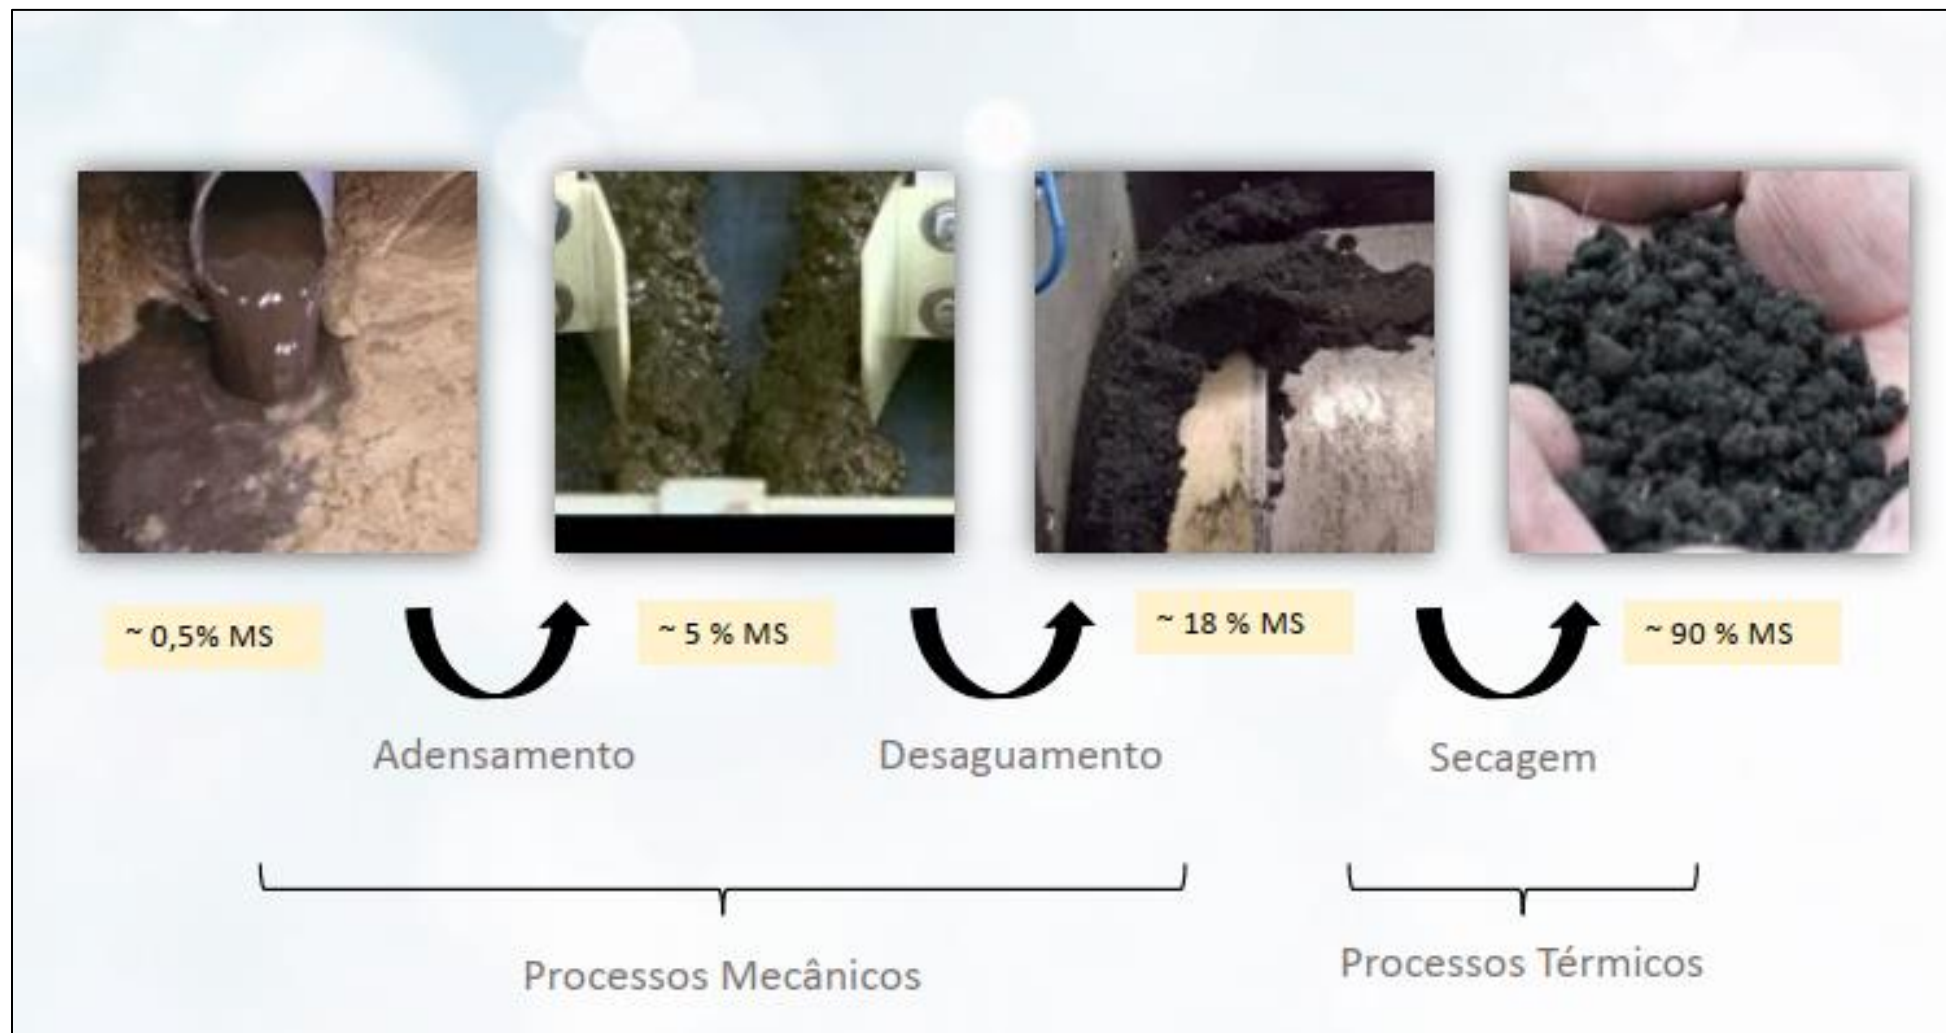 ~ 0,5% MS
~ 5 % MS
~ 18 % MS
~ 90 % MS
Adensamento
Desaguamento
Secagem
Processos Mecânicos
Processos Térmicos